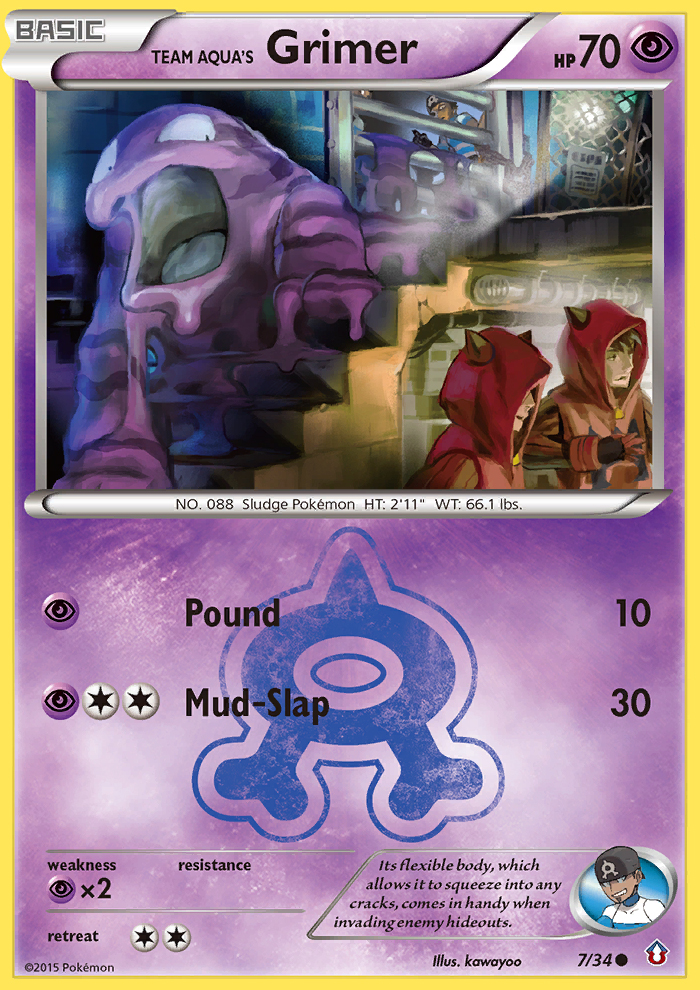 BASIC
TEAM AQUA'S Grimer HP70
NO. 088 Sludge Pokémon HT: 2'11" WT: 66.1 lbs.
Pound 10
Mud-Slap 30
weakness resistance
×2
retreat
Its flexible body, which
allows it to squeeze into any
cracks, comes in handy when
invading enemy hideouts.
©2015 Pokémon
Illus. kawayoo
7/34